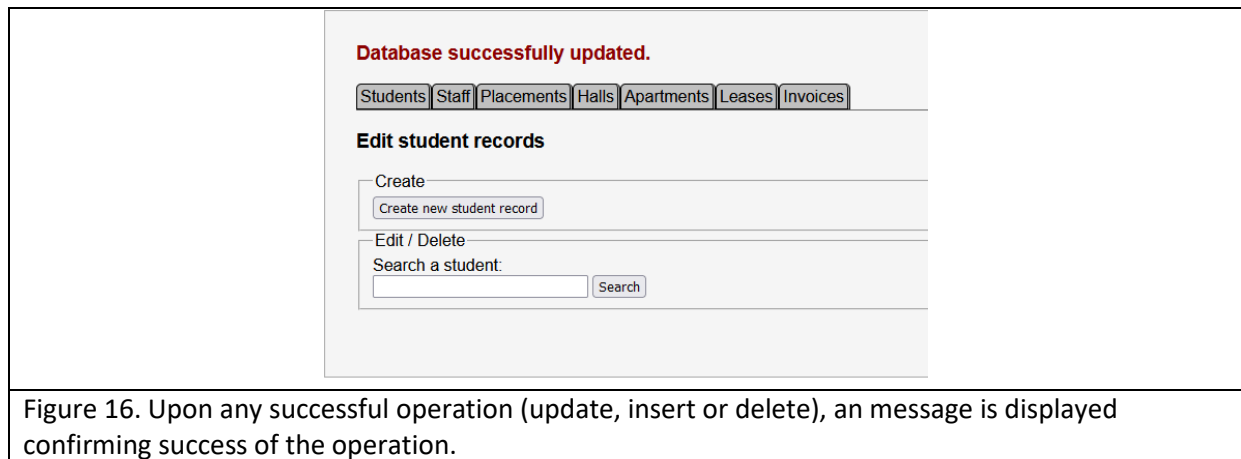 Database successfully updated.
Students Staff Placements Halls Apartments Leases Invoices
Edit student records
Create
Create new student record
Edit / Delete
Search a student:
Search
Figure 16. Upon any successful operation (update, insert or delete), an message is displayed
confirming success of the operation.